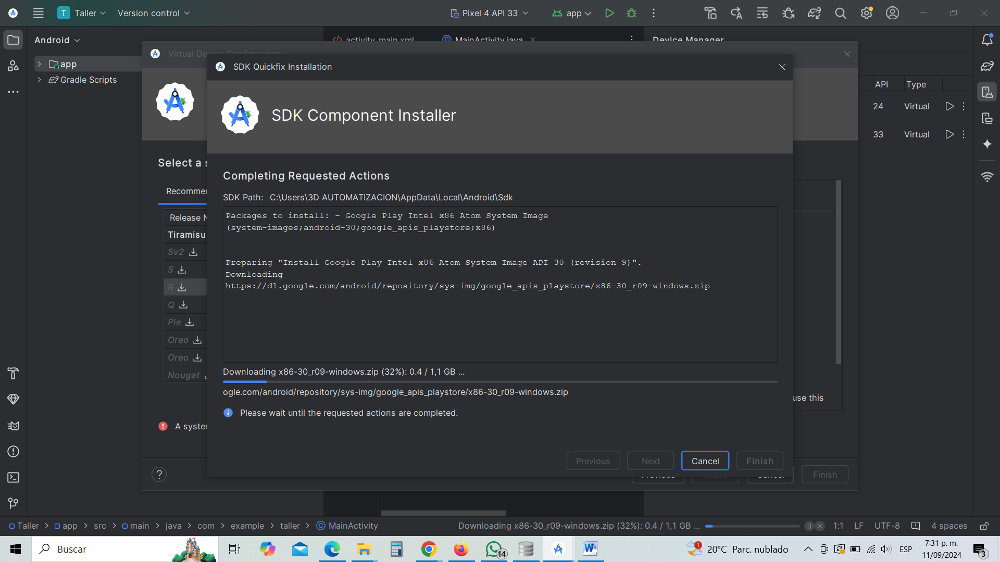 T Taller
Version control
Pixel 4 API 33
app
Android
activity_main.xml
MainActivity.java
Device Manager
Virtual Device Configuration
app
Gradle Scripts
SDK Quickfix Installation
API
Type
24
Virtual
33
Virtual
SDK Component Installer
Select a s
Recommen
Release N
Tiramisu
Sv2
S
R
Q
Pie
Oreo
Oreo
Nougat
Completing Requested Actions
SDK Path: C:\Users\3D AUTOMATIZACION\AppData\Local\Android\Sdk
Packages to install: - Google Play Intel x86 Atom System Image
(system-images;android-30;google_apis_playstore;x86)
Preparing "Install Google Play Intel x86 Atom System Image API 30 (revision 9)".
Downloading
https://dl.google.com/android/repository/sys-img/google_apis_playstore/x86-30_r09-windows.zip
Downloading x86-30_r09-windows.zip (32%): 0.4 / 1,1 GB ...
ogle.com/android/repository/sys-img/google_apis_playstore/x86-30_r09-windows.zip
Please wait until the requested actions are completed.
use this
A syste
Previous
Next
Cancel
Finish
?
Previous
Next
Cancel
Finish
Taller > app > src > main > java > com > example > taller > MainActivity
Downloading x86-30_r09-windows.zip (32%): 0.4 / 1,1 GB ...
1:1
LF
UTF-8
4 spaces
Buscar
14
1
20°C Parc. nublado
ESP
7:31 p. m.
11/09/2024
3